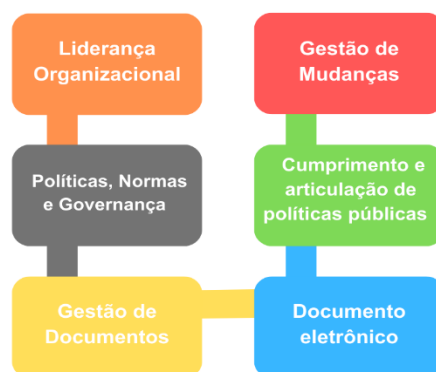 Liderança
Organizacional
Políticas, Normas
e Governança
Gestão de
Documentos
Documento
eletrônico
Cumprimento e
articulação de
políticas públicas
Gestão de
Mudanças